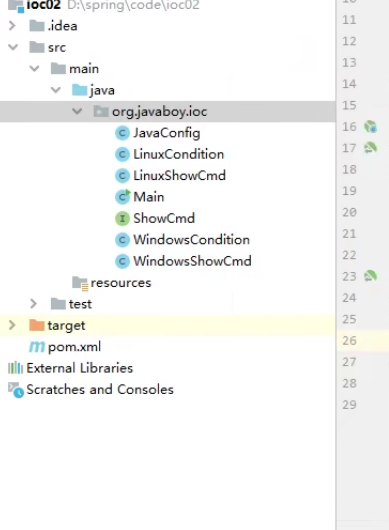 ioc02 D:\spring\code\ioc02
.idea
src
main
java
org.javaboy.ioc
JavaConfig
LinuxCondition
LinuxShowCmd
Main
ShowCmd
WindowsCondition
WindowsShowCmd
resources
test
target
pom.xml
External Libraries
Scratches and Consoles
11
12
13
14
15
16
17
18
19
20
21
22
23
24
25
26
27
28
29